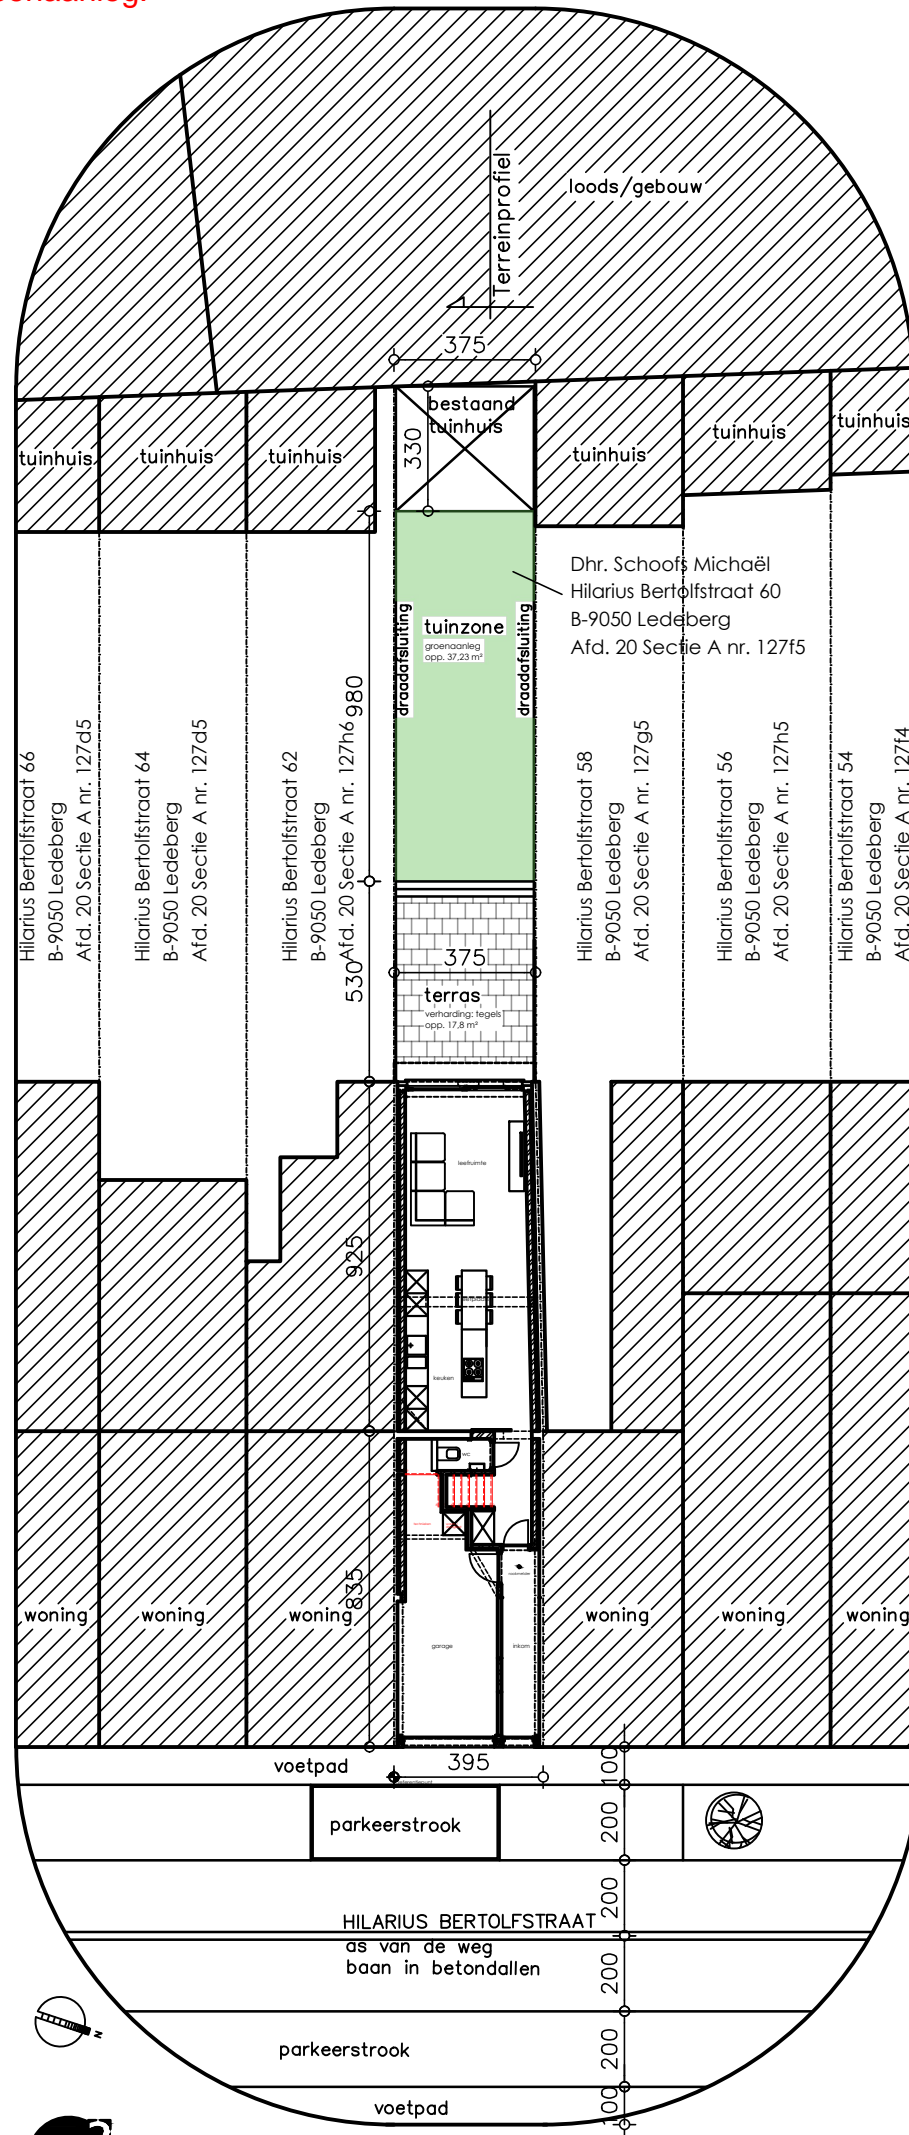 loods/gebouw
Terreinprofiel
375
bestaand
tuinhuis
330
tuinhuis
tuinhuis
tuinhuis
tuinhuis
tuinhuis
tuinhuis
Dhr. Schoofs Michaël
Hilarius Bertolfstraat 60
B-9050 Ledeberg
Afd. 20 Sectie A nr. 127f5
draadafsluiting
tuinzone
groenaanleg
opp. 37,23 m²
draadafsluiting
980
Hilarius Bertolfstraat 66
B-9050 Ledeberg
Afd. 20 Sectie A nr. 127d5
Hilarius Bertolfstraat 64
B-9050 Ledeberg
Afd. 20 Sectie A nr. 127d5
Hilarius Bertolfstraat 62
B-9050 Ledeberg
Afd. 20 Sectie A nr. 127h6
Hilarius Bertolfstraat 58
B-9050 Ledeberg
Afd. 20 Sectie A nr. 127g5
Hilarius Bertolfstraat 56
B-9050 Ledeberg
Afd. 20 Sectie A nr. 127h5
Hilarius Bertolfstraat 54
B-9050 Ledeberg
Afd. 20 Sectie A nr. 127f4
530
375
terras
verharding: tegels
opp. 17,8 m²
leefruimte
925
keuken
wc
835
woning
woning
woning
garage
inkom
woning
woning
woning
voetpad
395
100
parkeerstrook
200
HILARIUS BERTOLFSTRAAT
200
as van de weg
baan in betondallen
200
N
parkeerstrook
200
voetpad